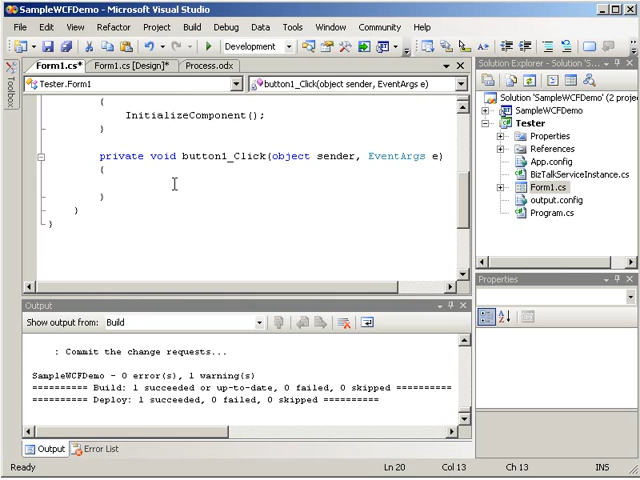 SampleWCFDemo - Microsoft Visual Studio
File Edit View Refactor Project Build Debug Data Tools Window Community Help
Development
Form1.cs* Form1.cs [Design]* Process.odx
Tester.Form1 button1_Click(object sender, EventArgs e)
{
InitializeComponent();
}
private void button1_Click(object sender, EventArgs e)
{
}
}
}
Toolbox
Solution Explorer - Solution 'SampleWCFDemo'
Solution 'SampleWCFDemo' (2 projec
SampleWCFDemo
Tester
Properties
References
App.config
BizTalkServiceInstance.cs
Form1.cs
output.config
Program.cs
Properties
Output
Show output from: Build
: Commit the change requests...
SampleWCFDemo - 0 error(s), 1 warning(s)
========== Build: 1 succeeded or up-to-date, 0 failed, 0 skipped ==========
========== Deploy: 1 succeeded, 0 failed, 0 skipped ==========
Output Error List
Ready Ln 20 Col 13 Ch 13 INS